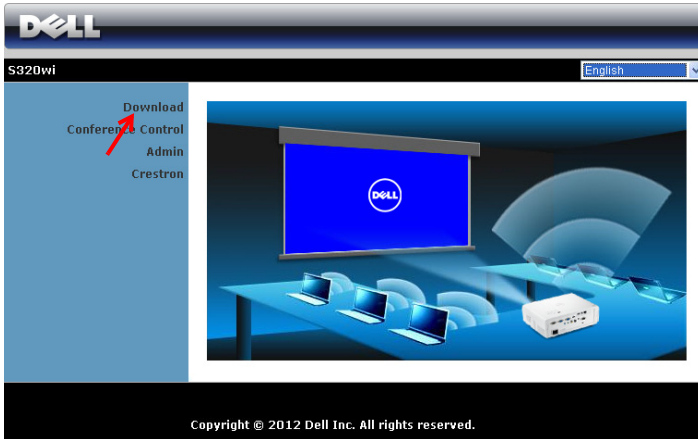 DELL
S320wi
English
Download
Conference Control
Admin
Crestron
DELL
Copyright © 2012 Dell Inc. All rights reserved.